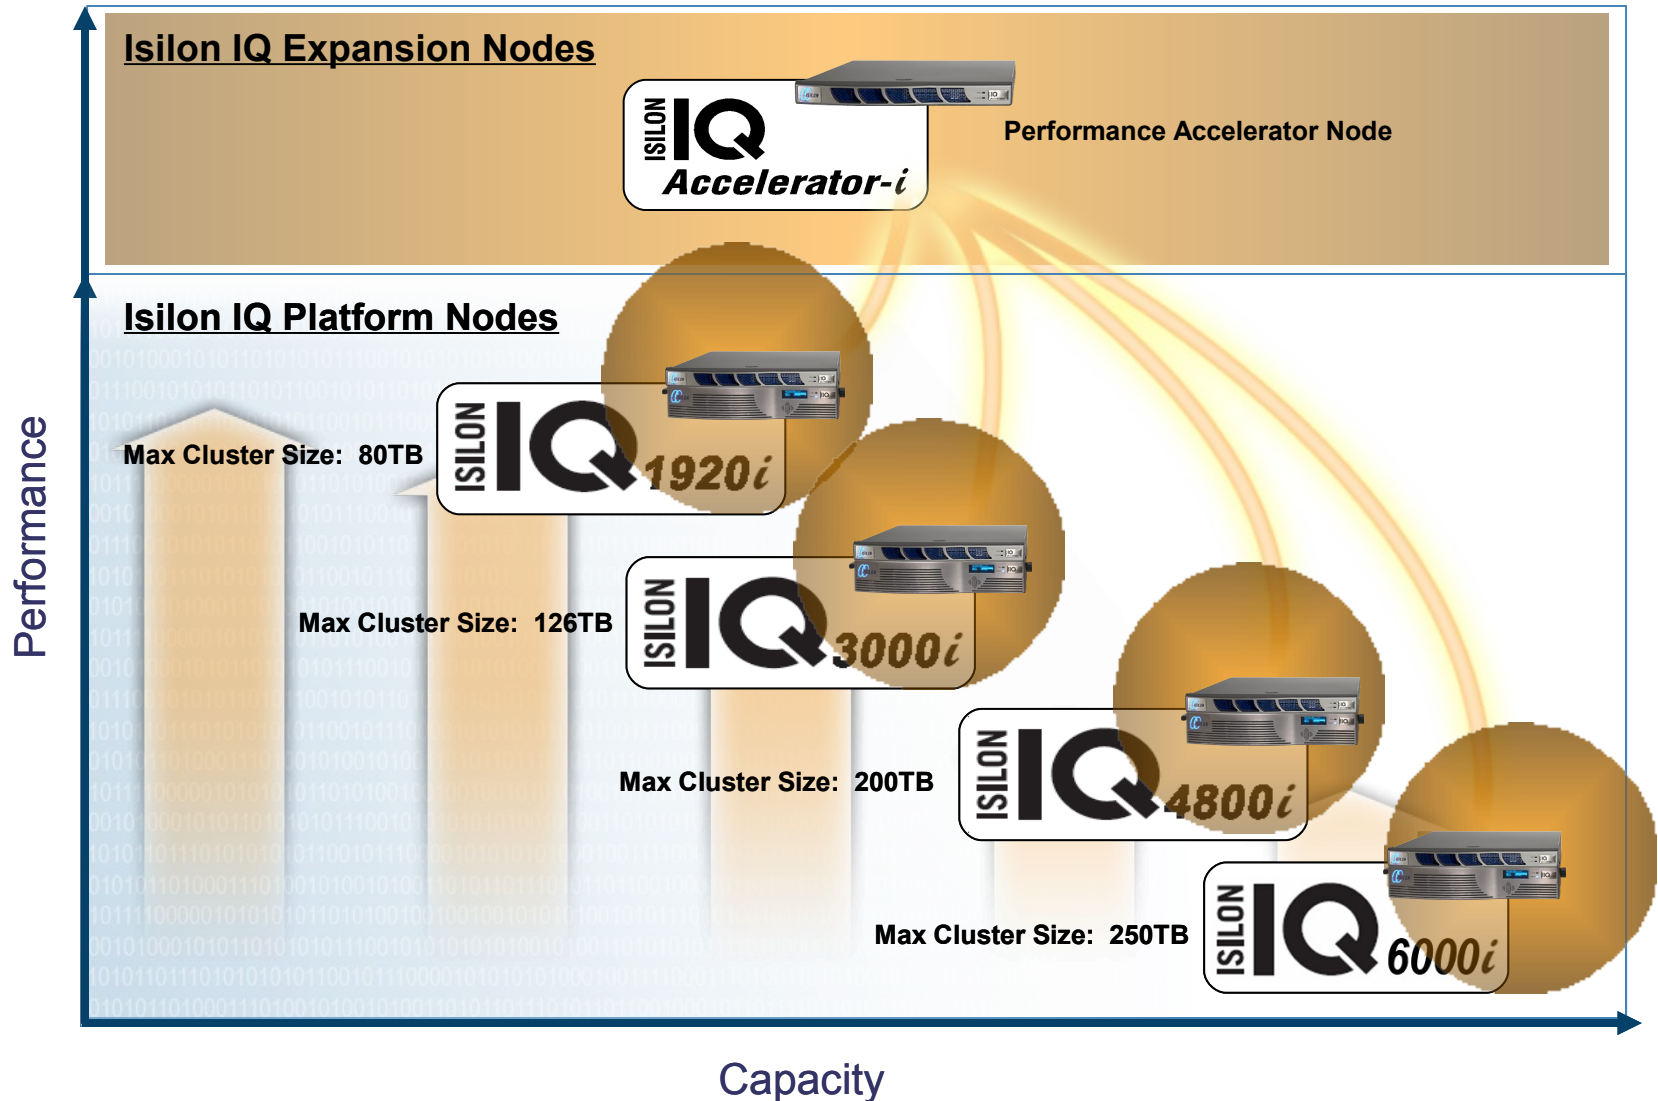 Isilon IQ Expansion Nodes
ISILON IQ
Accelerator-i
Performance Accelerator Node
Isilon IQ Platform Nodes
Performance
Max Cluster Size: 80TB
ISILON IQ 1920i
Max Cluster Size: 126TB
ISILON IQ 3000i
Max Cluster Size: 200TB
ISILON IQ 4800i
Max Cluster Size: 250TB
ISILON IQ 6000i
Capacity